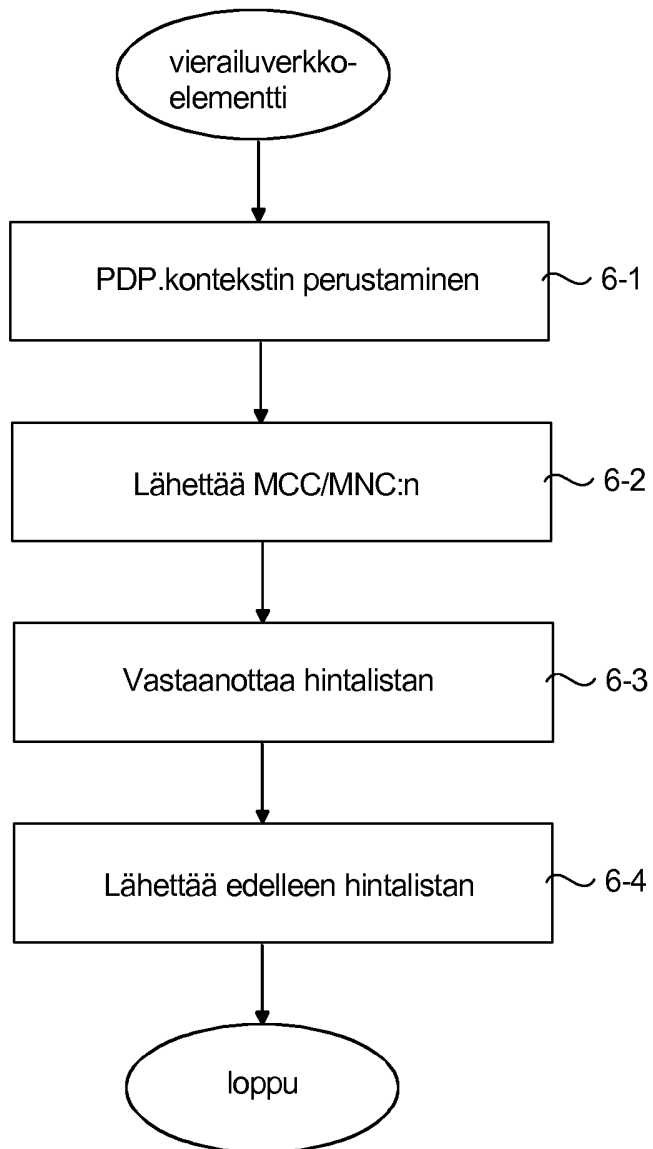 vierailuverkko-
elementti
PDP.kontekstin perustaminen
6-1
Lähettää MCC/MNC:n
6-2
Vastaanottaa hintalistan
6-3
Lähettää edelleen hintalistan
6-4
loppu